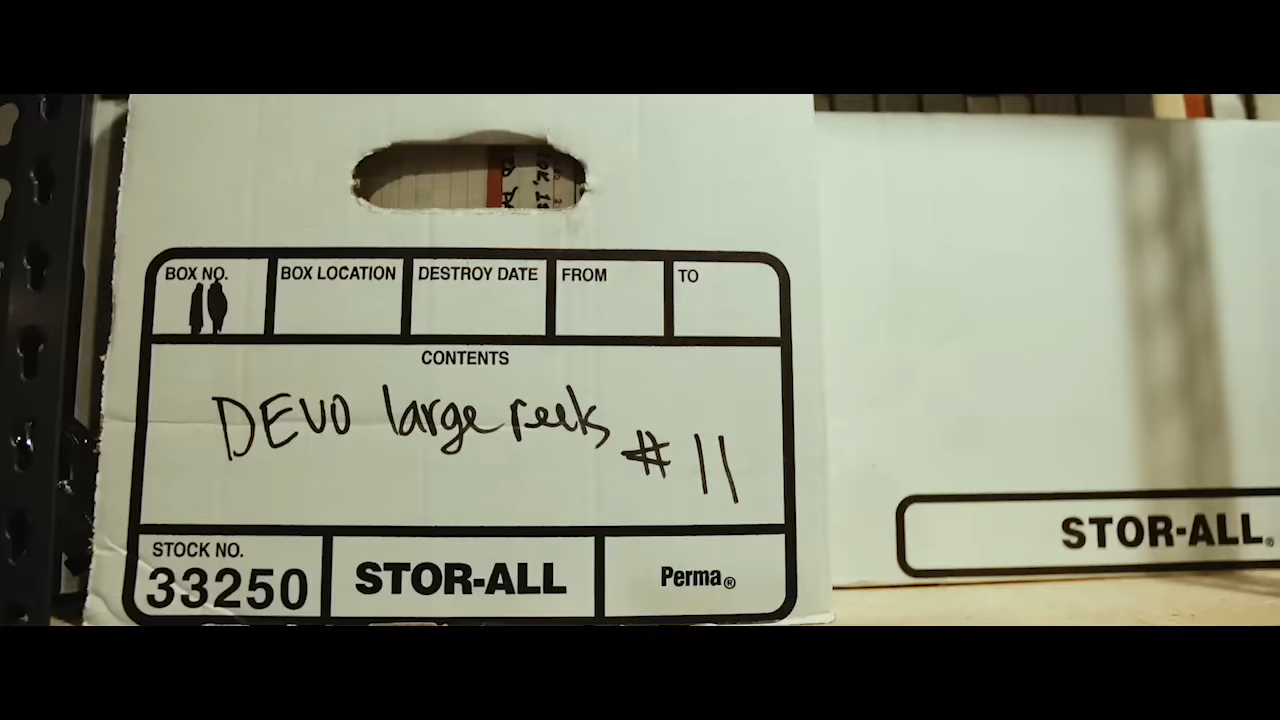 BOX NO.
BOX LOCATION
DESTROY DATE
FROM
TO
CONTENTS
DEVO large reels
# 11
STOCK NO.
33250
STOR-ALL
Perma®
STOR-ALL®